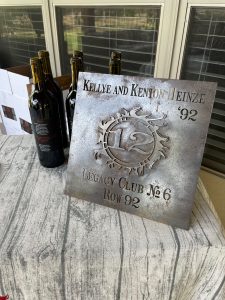 Kellye and Kenton Heinze
'92
12
Legacy Club No 6
Row 92